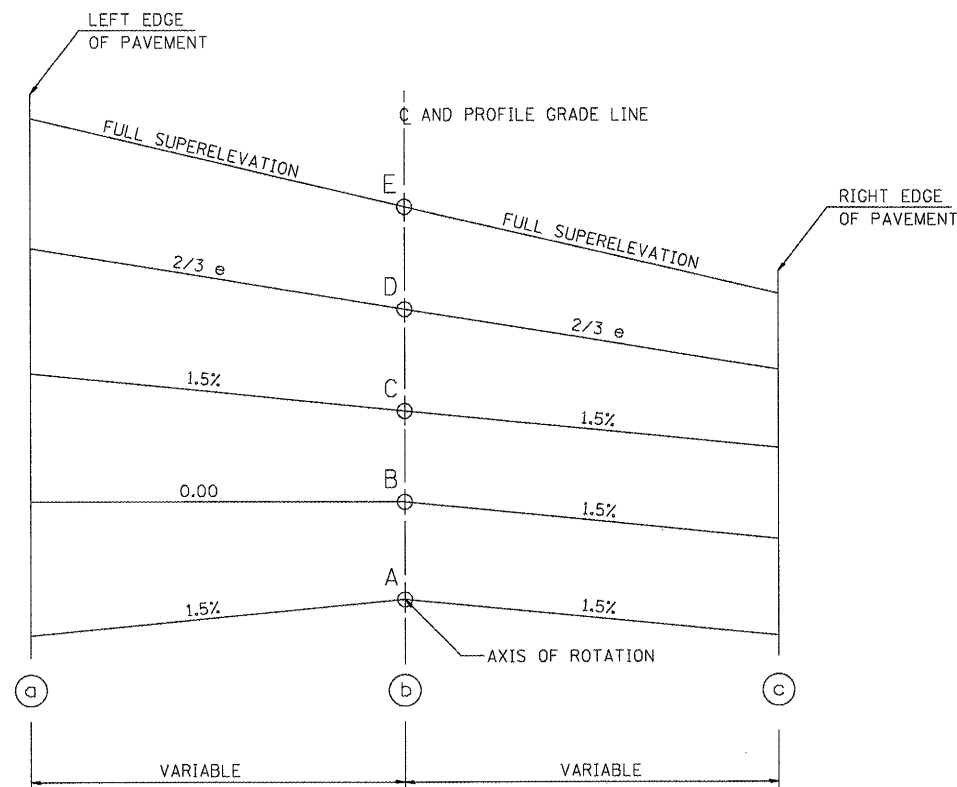 LEFT EDGE
OF PAVEMENT
℄ AND PROFILE GRADE LINE
FULL SUPERELEVATION
E
FULL SUPERELEVATION
RIGHT EDGE
OF PAVEMENT
2/3 e
D
2/3 e
1.5%
C
1.5%
0.00
B
1.5%
A
1.5%
1.5%
AXIS OF ROTATION
a
b
c
VARIABLE
VARIABLE